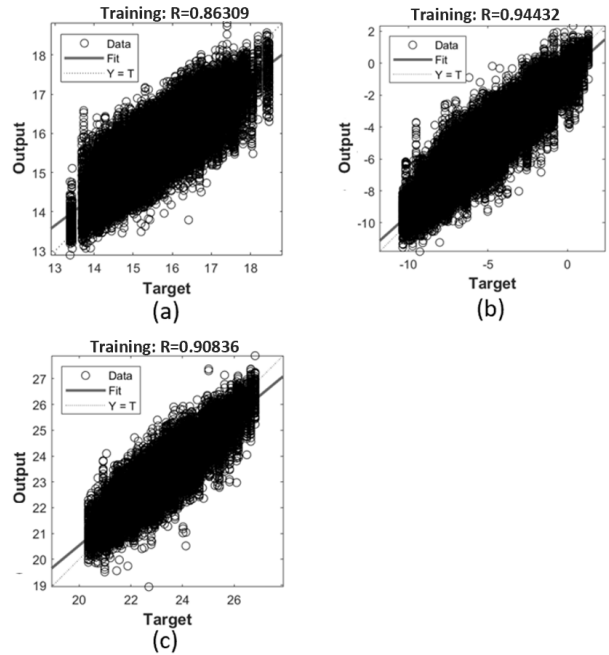 Training: R=0.86309
18
17
16
15
14
13
Output
Data
Fit
Y = T
13 14 15 16 17 18
Target
(a)
Training: R=0.94432
2
0
-2
-4
-6
-8
-10
Output
Data
Fit
Y = T
-10 -5 0
Target
(b)
Training: R=0.90836
27
26
25
24
23
22
21
20
19
Output
Data
Fit
Y = T
20 22 24 26
Target
(c)